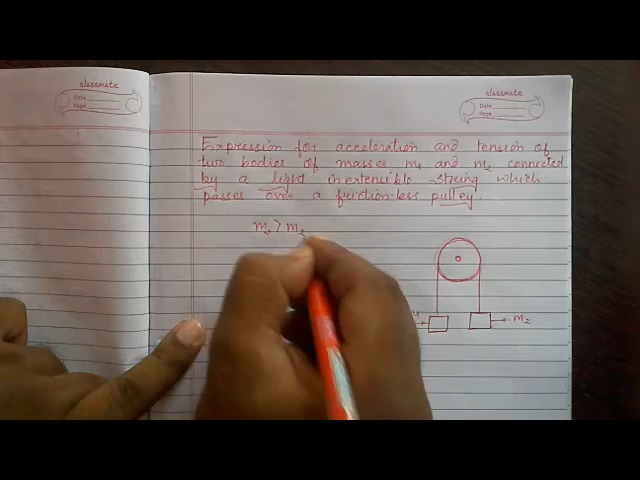 classmate
Date
Page
classmate
Date
Page
Expression for acceleration and tension of
two bodies of masses m1 and m2 connected
by a light inextensible string which
passes over a friction-less pulley.
m1 > m2
m2